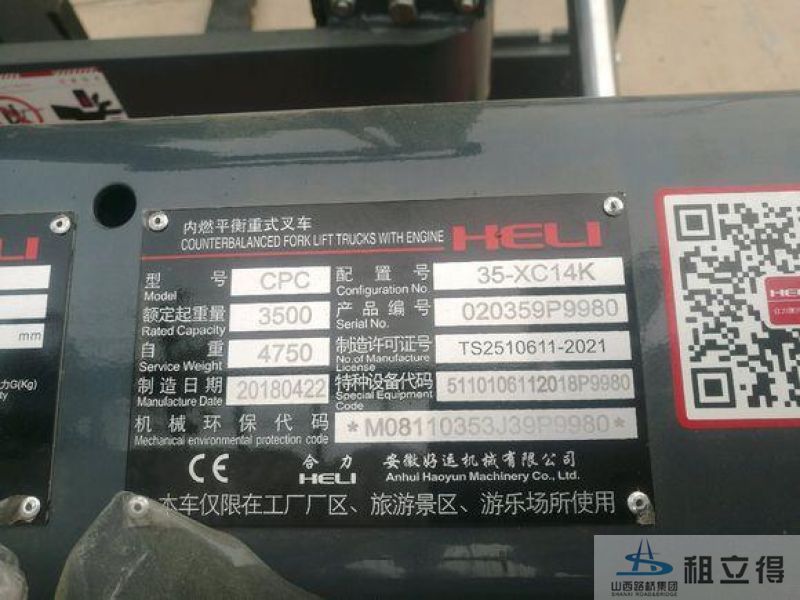 内燃平衡重式叉车
COUNTERBALANCED FORK LIFT TRUCKS WITH ENGINE HELI
型号 CPC 配置号 35-XC14K
Model Configuration No.
额定起重量 3500 产品编号 020359P9980
Rated Capacity Serial No.
自重 4750 制造许可证号 TS2510611-2021
Service Weight No.of Manufacture License
制造日期 20180422 特种设备代码 5110106112018P9980
Manufacture Date Special Equipment Code
机械环保代码 *M08110353J39P9980*
Mechanical environmental protection code
CE 合力 安徽好运机械有限公司
HELI Anhui Haoyun Machinery Co., Ltd.
本车仅限在工厂厂区、旅游景区、游乐场所使用
HELI
mm
力G(Kg)
HELI
山西路桥集团 租立得
SHANXI ROAD&BRIDGE